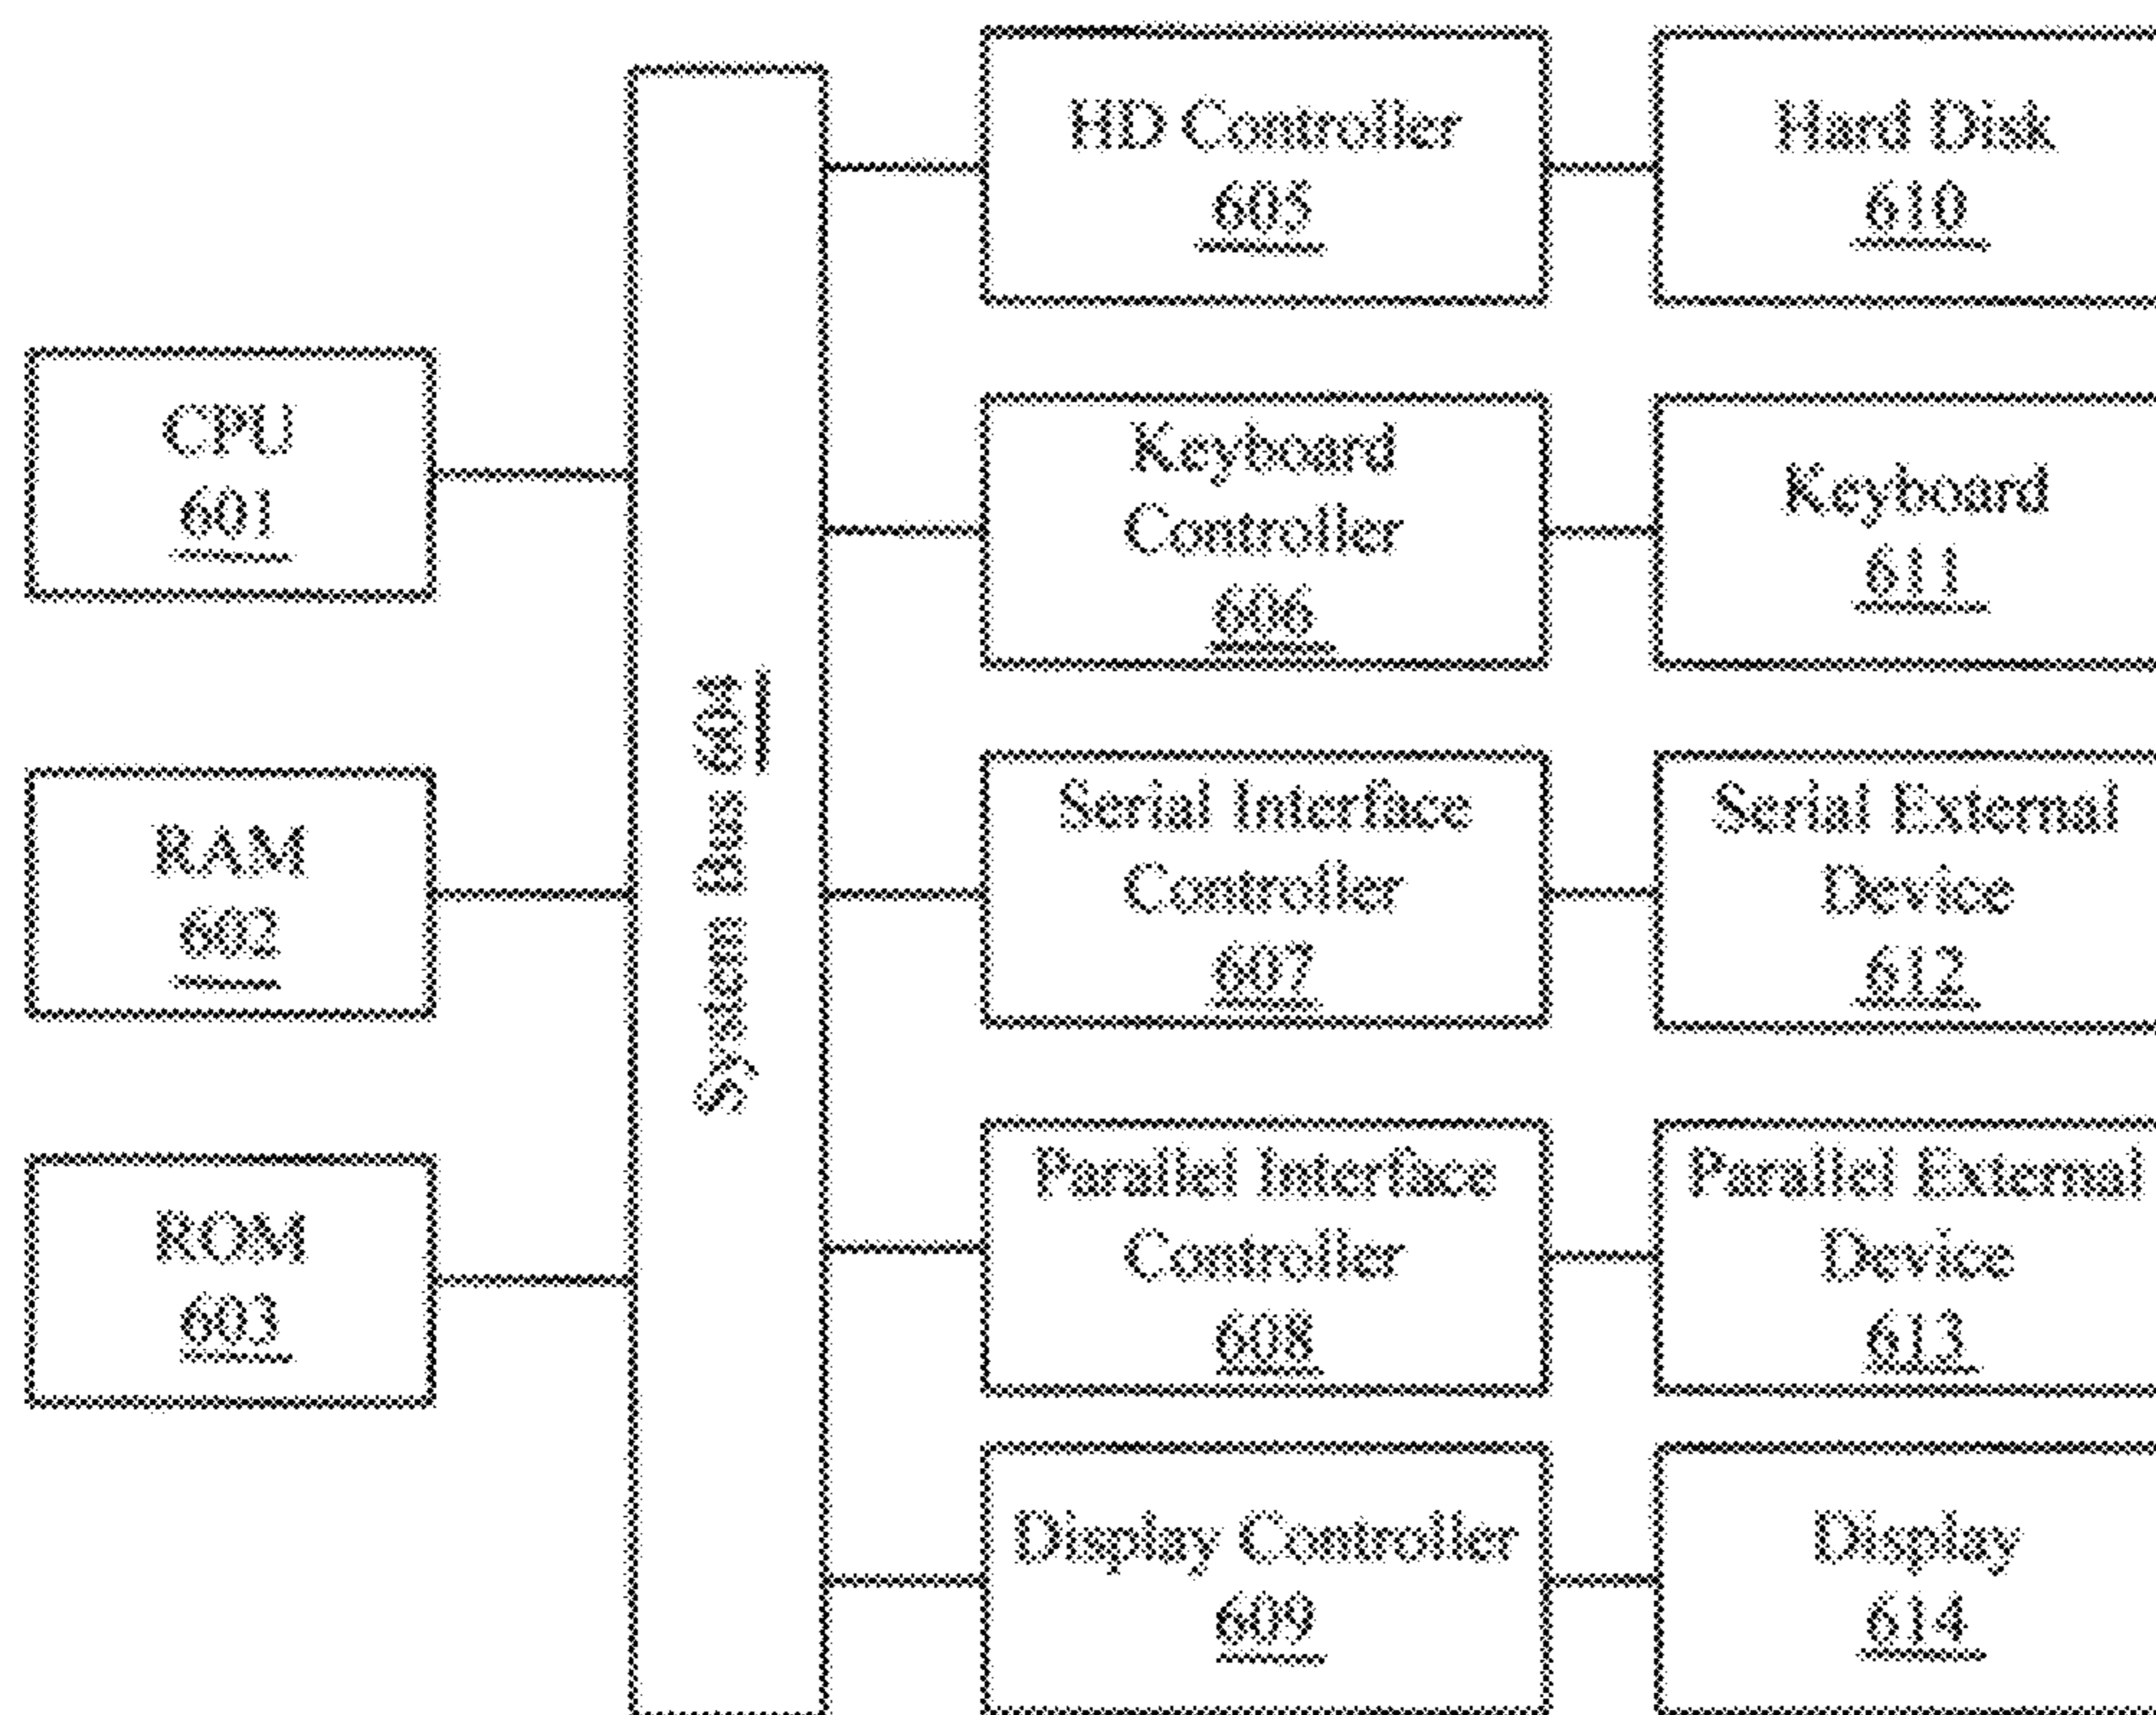 CPU
601
RAM
602
ROM
603
System Bus 604
HD Controller
605
Hard Disk
610
Keyboard
Controller
606
Keyboard
611
Serial Interface
Controller
607
Serial External
Device
612
Parallel Interface
Controller
608
Parallel External
Device
613
Display Controller
609
Display
614